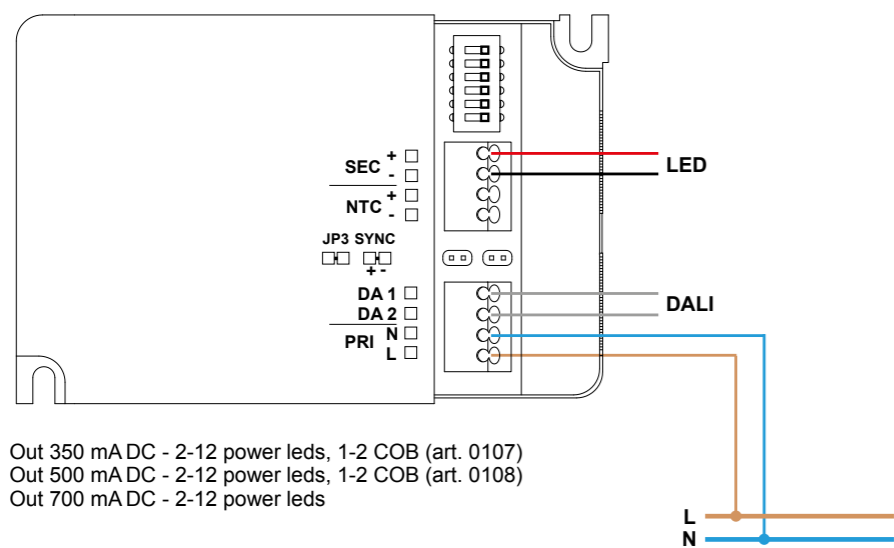 SEC + -
LED
NTC + -
JP3 SYNC
+ -
DA 1
DA 2
DALI
PRI N
L
Out 350 mA DC - 2-12 power leds, 1-2 COB (art. 0107)
Out 500 mA DC - 2-12 power leds, 1-2 COB (art. 0108)
Out 700 mA DC - 2-12 power leds
L
N